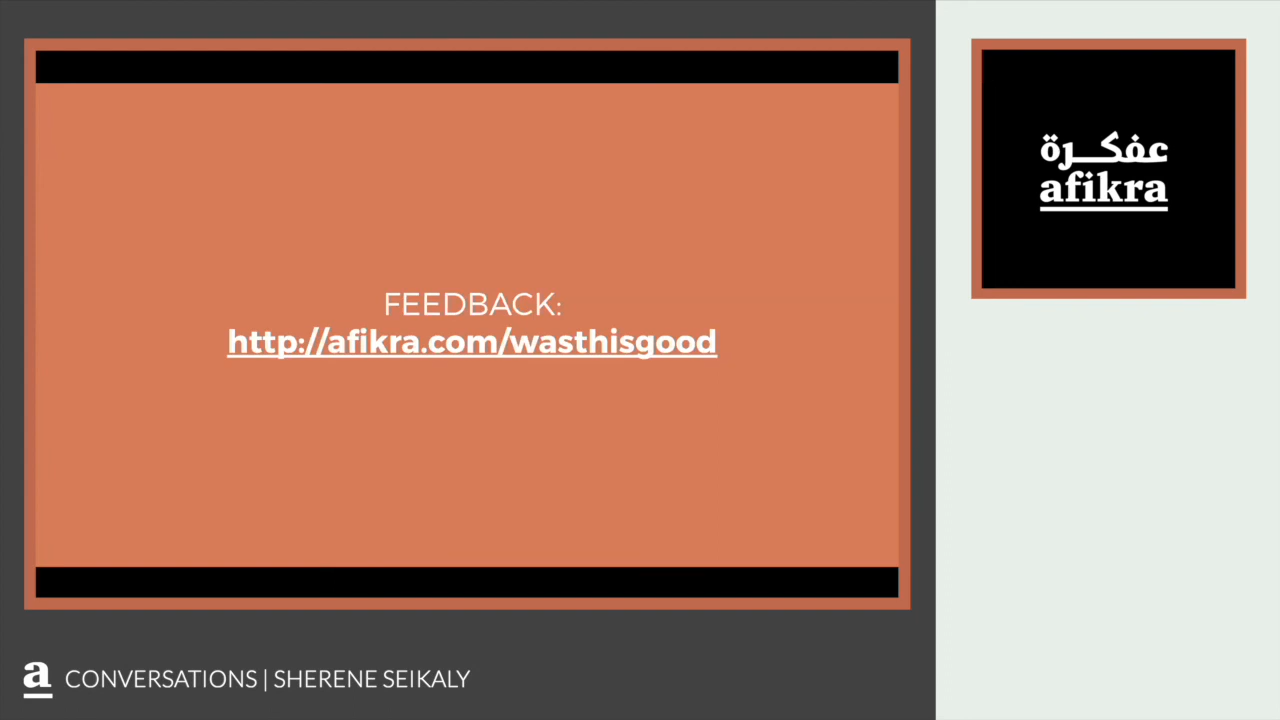 FEEDBACK:
http://afikra.com/wasthisgood
عفكرة
afikra
a CONVERSATIONS | SHERENE SEIKALY